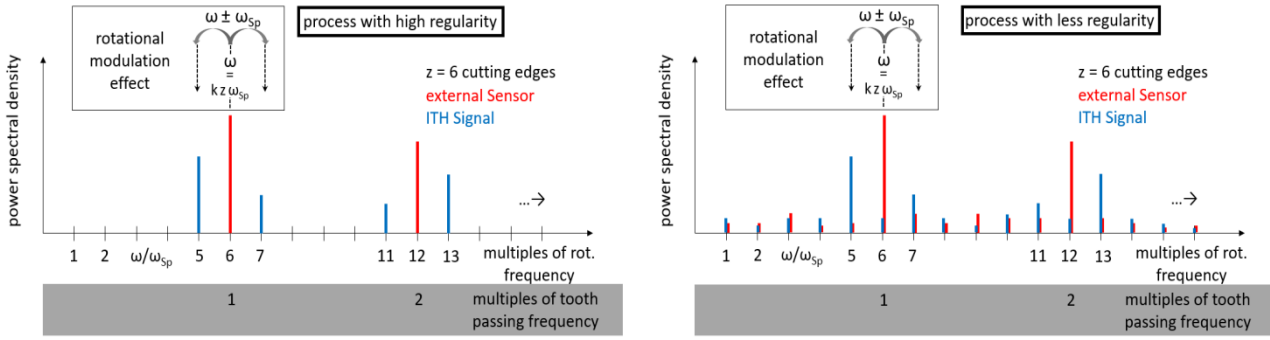 process with high regularity
ω ± ωSp
rotational
modulation
effect
ω
=
k z ωSp
z = 6 cutting edges
external Sensor
ITH Signal
power spectral density
...→
1 2 ω/ωSp 5 6 7 11 12 13 multiples of rot.
frequency
1 2 multiples of tooth
passing frequency
process with less regularity
ω ± ωSp
rotational
modulation
effect
ω
=
k z ωSp
z = 6 cutting edges
external Sensor
ITH Signal
power spectral density
...→
1 2 ω/ωSp 5 6 7 11 12 13 multiples of rot.
frequency
1 2 multiples of tooth
passing frequency